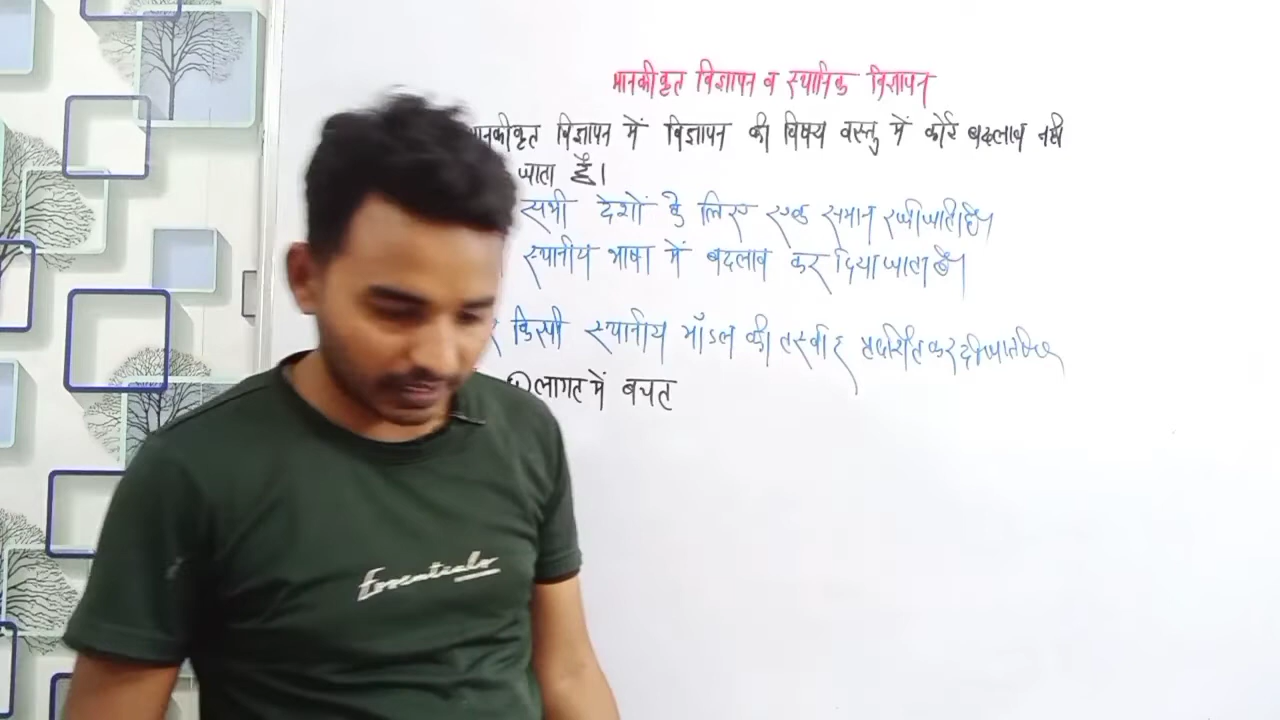 मानकीकृत विज्ञापन व स्थानिक विज्ञापन
मानकीकृत विज्ञापन में विज्ञापन की विषय वस्तु में कोई बदलाव नही
जाता है।
सभी देशों के लिए एक समान रखी जाती है।
स्थानीय भाषा में बदलाव कर दिया जाता है।
किसी स्थानीय मॉडल की तस्वीर प्रदर्शित कर दी जाती है।
① लागत में बचत
Essentials